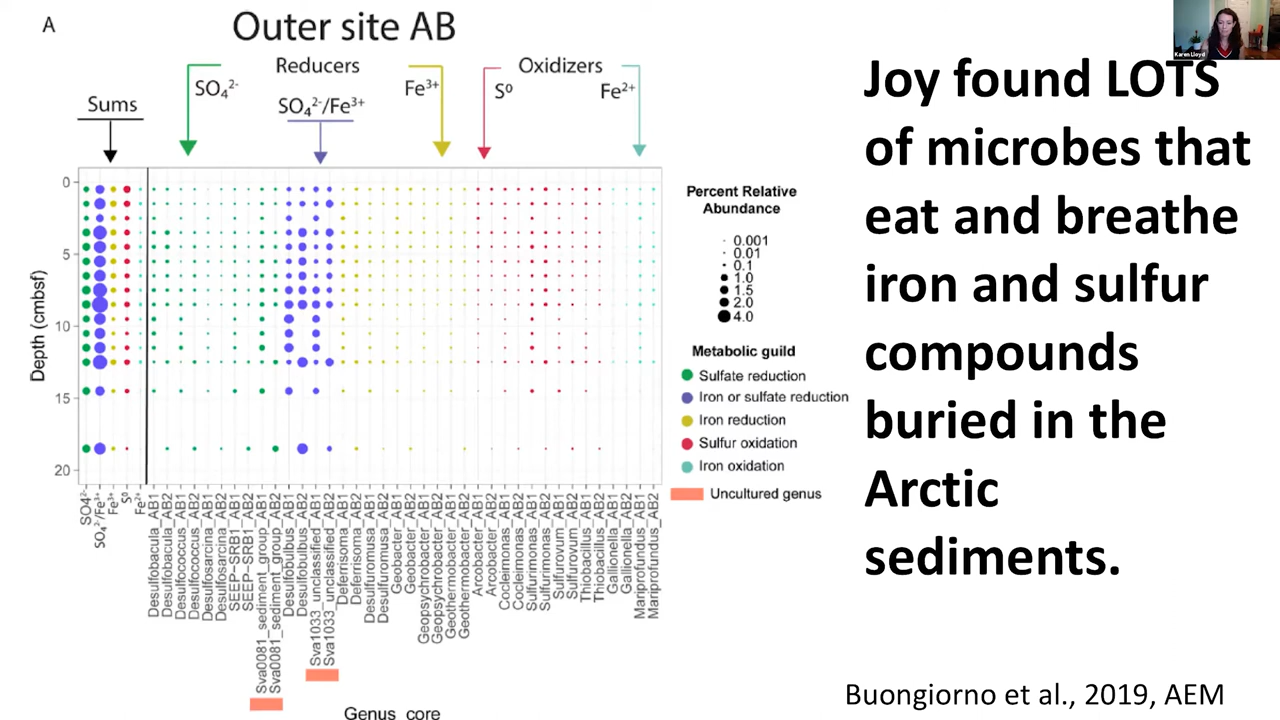 A
Outer site AB
Reducers
Oxidizers
Sums
SO₄²⁻
SO₄²⁻/Fe³⁺
Fe³⁺
S⁰
Fe²⁺
0
5
10
15
20
Depth (cmbsf)
Percent Relative
Abundance
0.001
0.01
0.1
1.0
1.5
2.0
4.0
Metabolic guild
Sulfate reduction
Iron or sulfate reduction
Iron reduction
Sulfur oxidation
Iron oxidation
Uncultured genus
SO4²⁻
SO₄²⁻/Fe³⁺
Fe³⁺
S⁰
Fe²⁺
Desulfobacula_AB1
Desulfobacula_AB2
Desulfococcus_AB1
Desulfococcus_AB2
Desulfosarcina_AB1
Desulfosarcina_AB2
SEEP-SRB1_AB1
SEEP-SRB1_AB2
Sva0081_sediment_group_AB1
Sva0081_sediment_group_AB2
Desulfobulbus_AB1
Desulfobulbus_AB2
Sva1033_unclassified_AB1
Sva1033_unclassified_AB2
Deferrisoma_AB1
Deferrisoma_AB2
Desulfuromusa_AB1
Desulfuromusa_AB2
Geobacter_AB1
Geobacter_AB2
Geopsychrobacter_AB1
Geopsychrobacter_AB2
Geothermobacter_AB1
Geothermobacter_AB2
Arcobacter_AB1
Arcobacter_AB2
Cocleimonas_AB1
Cocleimonas_AB2
Sulfurimonas_AB1
Sulfurimonas_AB2
Sulfurovum_AB1
Sulfurovum_AB2
Thiobacillus_AB1
Thiobacillus_AB2
Gallionella_AB1
Gallionella_AB2
Mariprofundus_AB1
Mariprofundus_AB2
Genus_core
Karen Lloyd
Joy found LOTS
of microbes that
eat and breathe
iron and sulfur
compounds
buried in the
Arctic
sediments.
Buongiorno et al., 2019, AEM